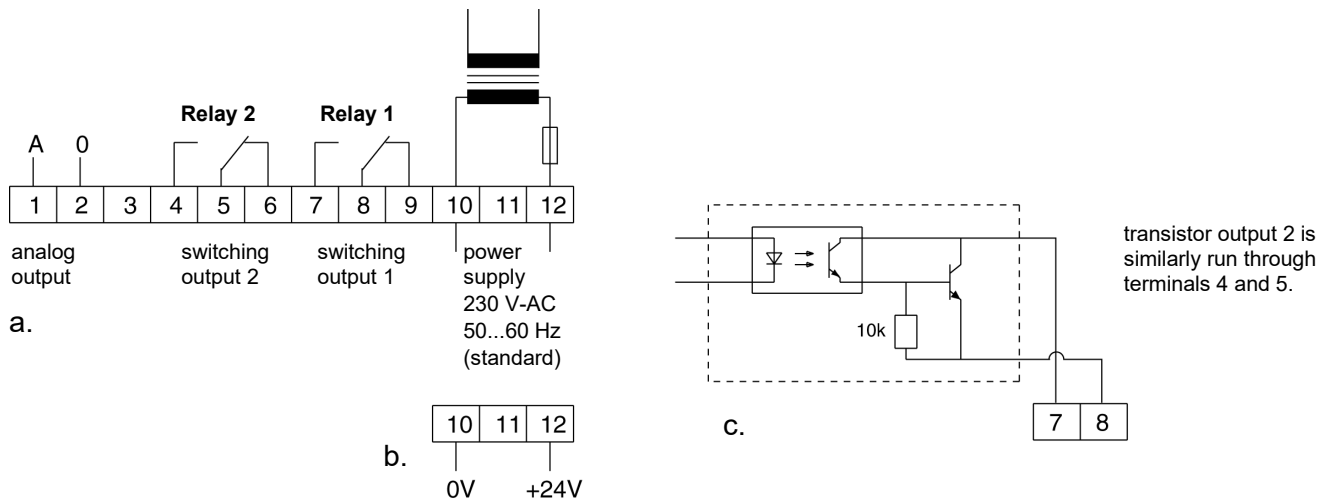 Relay 2 Relay 1
A 0
1 2 3 4 5 6 7 8 9 10 11 12
analog
output
switching
output 2
switching
output 1
power
supply
230 V-AC
50...60 Hz
(standard)
a.
10 11 12
b.
0V +24V
10k
7 8
c.
transistor output 2 is
similarly run through
terminals 4 and 5.